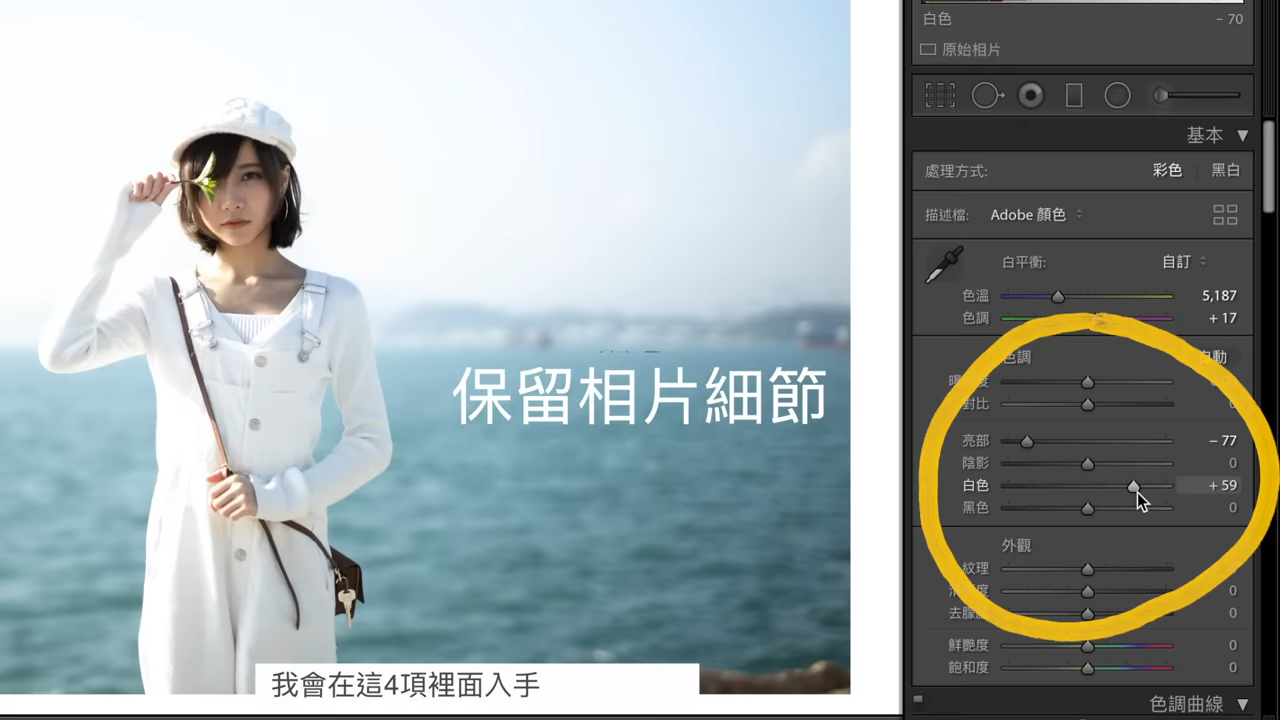 白色 - 70
原始相片
基本
處理方式: 彩色 黑白
描述檔: Adobe 顏色
白平衡: 自訂
色溫 5,187
色調 + 17
色調 自動
對比 0
亮部 - 77
陰影 0
白色 + 59
黑色 0
外觀
紋理
0
0
鮮艷度 0
飽和度 0
色調曲線
保留相片細節
我會在這4項裡面入手